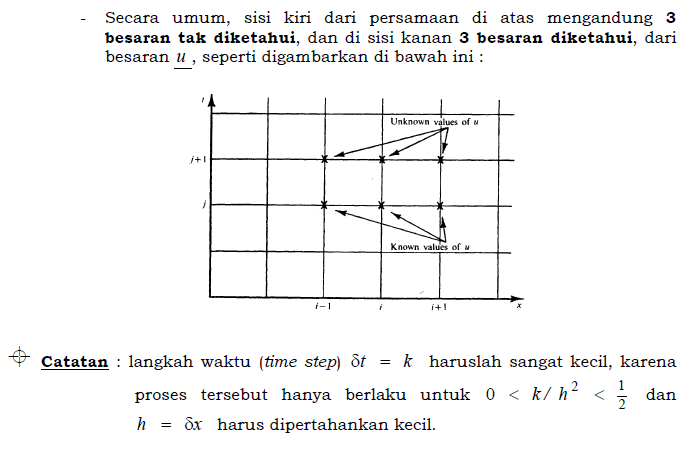 - Secara umum, sisi kiri dari persamaan di atas mengandung 3
besaran tak diketahui, dan di sisi kanan 3 besaran diketahui, dari
besaran u , seperti digambarkan di bawah ini :
t
Unknown values of u
j+1
j
Known values of u
i−1 i i+1 x
Catatan : langkah waktu (time step) δt = k haruslah sangat kecil, karena
proses tersebut hanya berlaku untuk 0 < k/ h² < 1/2 dan
h = δx harus dipertahankan kecil.